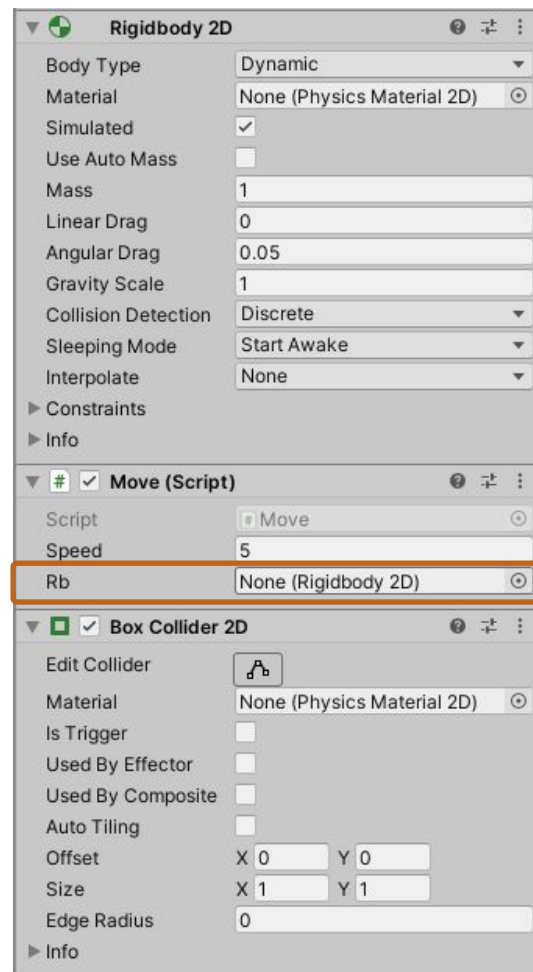 Rigidbody 2D
Body Type Dynamic
Material None (Physics Material 2D)
Simulated
Use Auto Mass
Mass 1
Linear Drag 0
Angular Drag 0.05
Gravity Scale 1
Collision Detection Discrete
Sleeping Mode Start Awake
Interpolate None
Constraints
Info
# Move (Script)
Script # Move
Speed 5
Rb None (Rigidbody 2D)
Box Collider 2D
Edit Collider
Material None (Physics Material 2D)
Is Trigger
Used By Effector
Used By Composite
Auto Tiling
Offset X 0 Y 0
Size X 1 Y 1
Edge Radius 0
Info